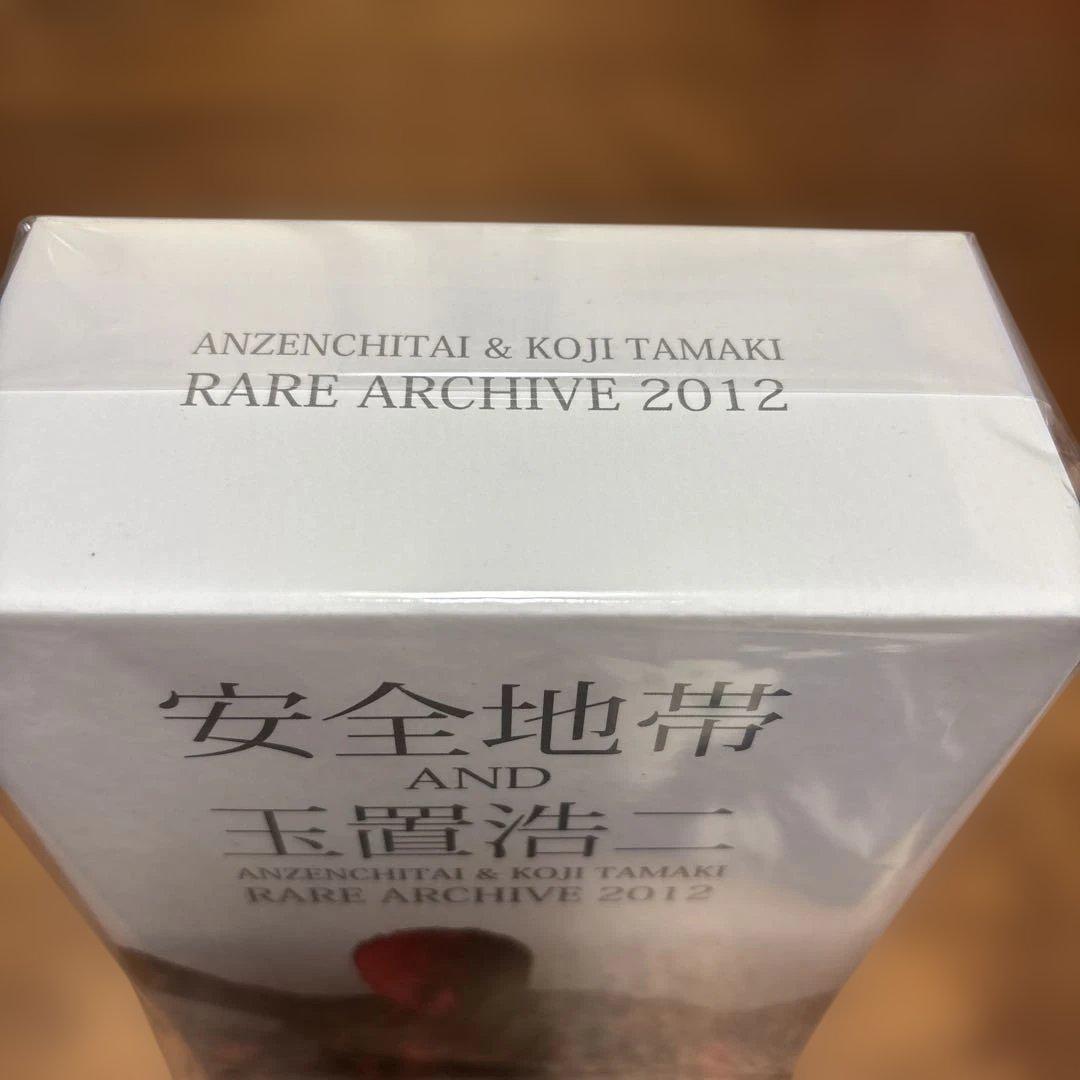 ANZENCHITAI & KOJI TAMAKI
RARE ARCHIVE 2012
安全地帯
AND
玉置浩二
ANZENCHITAI & KOJI TAMAKI
RARE ARCHIVE 2012